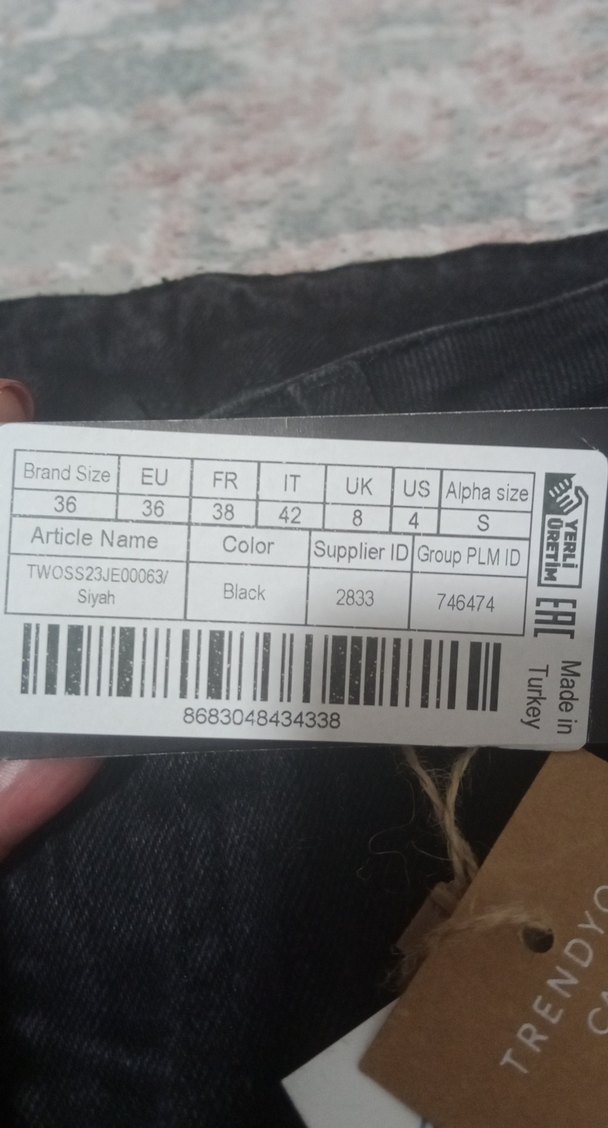 Brand Size EU FR IT UK US Alpha size
36 36 38 42 8 4 S
Article Name Color Supplier ID Group PLM ID
TWOSS23JE00063/
Siyah
Black 2833 746474
8683048434338
YERLİ
ÜRETİM
EAC
Made in
Turkey
TRENDYO